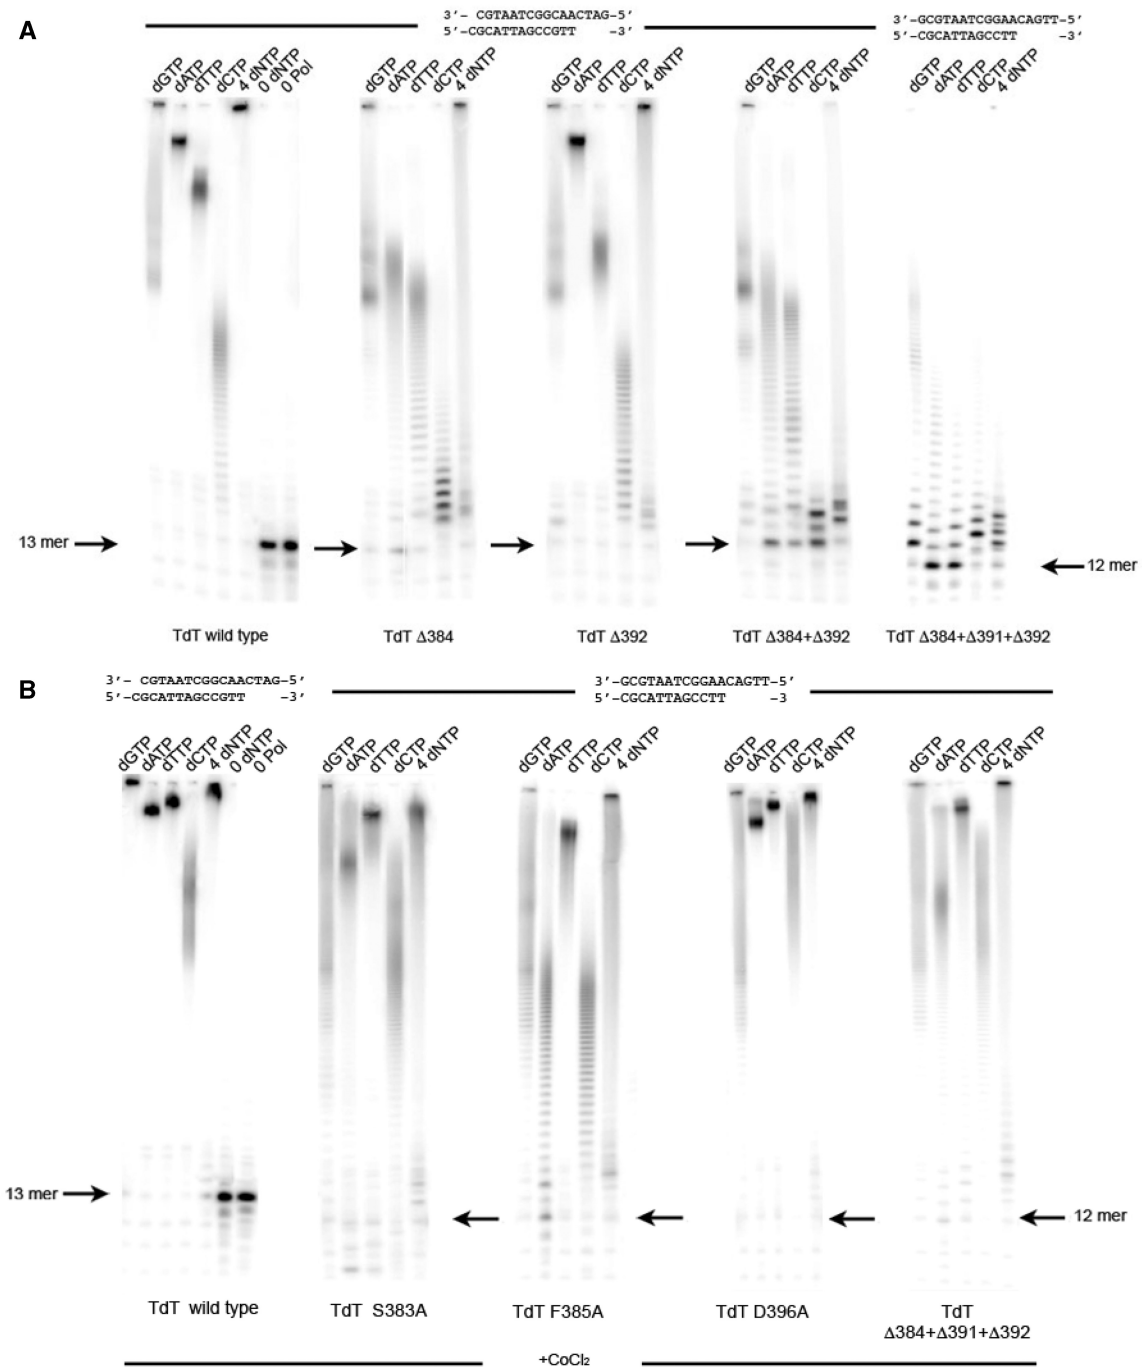 A
3′- CGTAATCGGCAACTAG-5′
5′-CGCATTAGCCGTT -3′
3′-GCGTAATCGGAACAGTT-5′
5′-CGCATTAGCCTT -3′
dGTP dATP dTTP dCTP 4 dNTP 0 dNTP 0 Pol
dGTP dATP dTTP dCTP 4 dNTP
dGTP dATP dTTP dCTP 4 dNTP
dGTP dATP dTTP dCTP 4 dNTP
dGTP dATP dTTP dCTP 4 dNTP
13 mer
12 mer
TdT wild type
TdT Δ384
TdT Δ392
TdT Δ384+Δ392
TdT Δ384+Δ391+Δ392
B
3′- CGTAATCGGCAACTAG-5′
5′-CGCATTAGCCGTT -3′
3′-GCGTAATCGGAACAGTT-5′
5′-CGCATTAGCCTT -3
dGTP dATP dTTP dCTP 4 dNTP 0 dNTP 0 Pol
dGTP dATP dTTP dCTP 4 dNTP
dGTP dATP dTTP dCTP 4 dNTP
dGTP dATP dTTP dCTP 4 dNTP
dGTP dATP dTTP dCTP 4 dNTP
13 mer
12 mer
TdT wild type
TdT S383A
TdT F385A
TdT D396A
TdT
Δ384+Δ391+Δ392
+CoCl₂